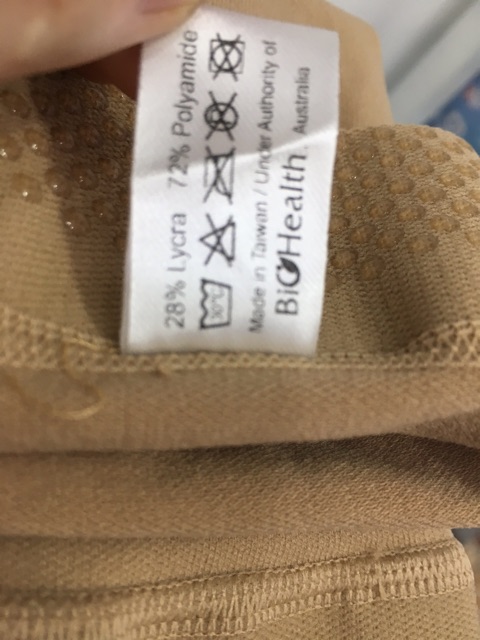 28% Lycra 72% Polyamide
30°C
Made in Taiwan / Under Authority of
BiOHealth, Australia